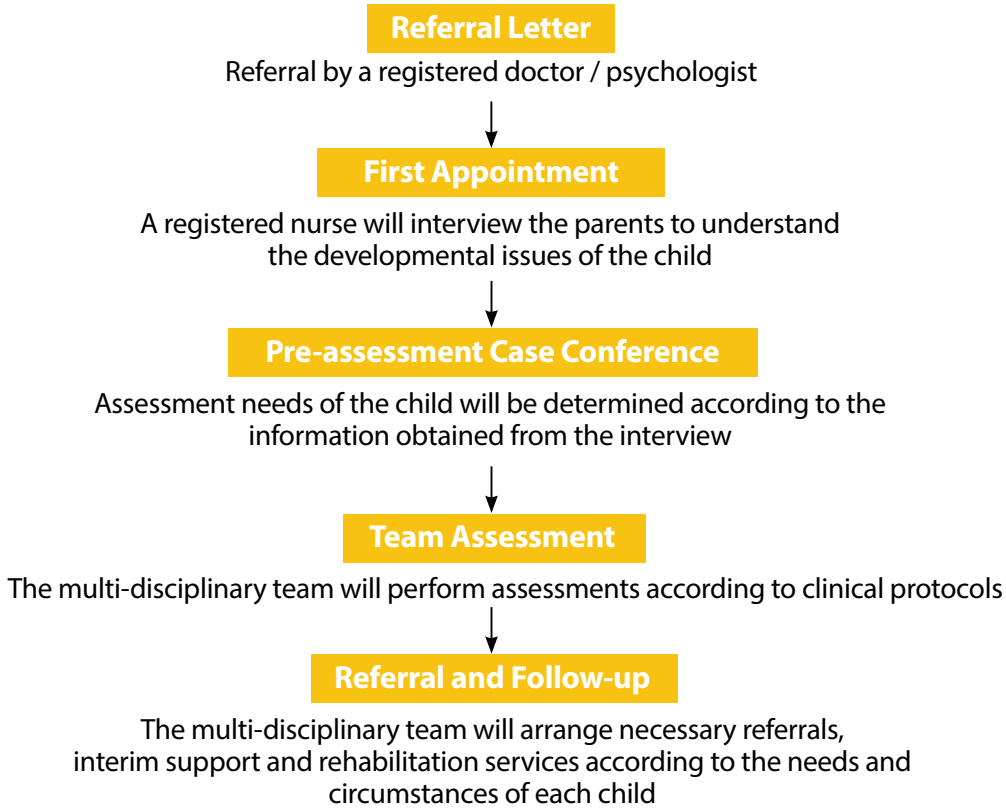 Referral Letter
Referral by a registered doctor / psychologist
First Appointment
A registered nurse will interview the parents to understand
the developmental issues of the child
Pre-assessment Case Conference
Assessment needs of the child will be determined according to the
information obtained from the interview
Team Assessment
The multi-disciplinary team will perform assessments according to clinical protocols
Referral and Follow-up
The multi-disciplinary team will arrange necessary referrals,
interim support and rehabilitation services according to the needs and
circumstances of each child